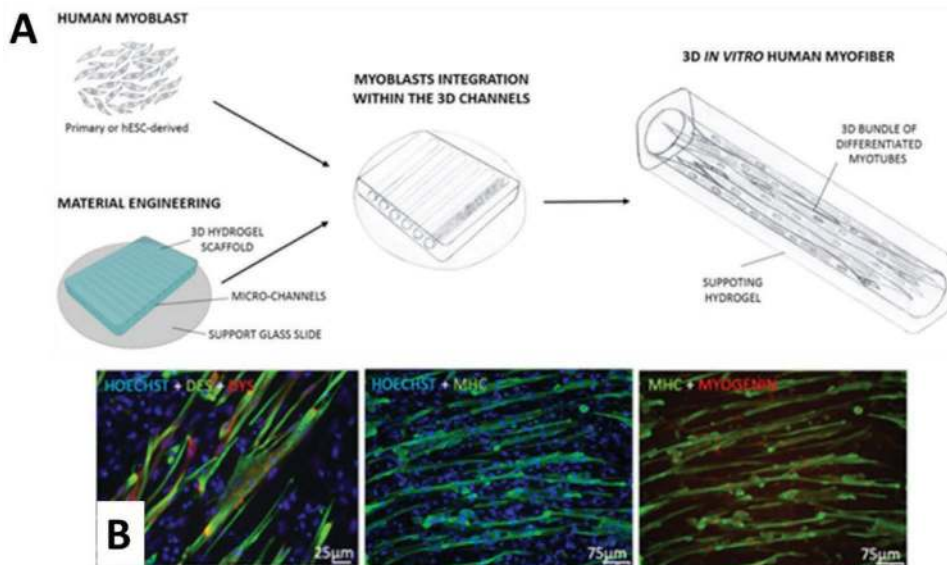 A
HUMAN MYOBLAST
Primary or hESC-derived
MATERIAL ENGINEERING
3D HYDROGEL
SCAFFOLD
MICRO-CHANNELS
SUPPORT GLASS SLIDE
MYOBLASTS INTEGRATION
WITHIN THE 3D CHANNELS
3D IN VITRO HUMAN MYOFIBER
3D BUNDLE OF
DIFFERENTIATED
MYOTUBES
SUPPOTING
HYDROGEL
B
HOECHST + DES + DYS
25µm
HOECHST + MHC
75µm
MHC + MYOGENIN
75µm